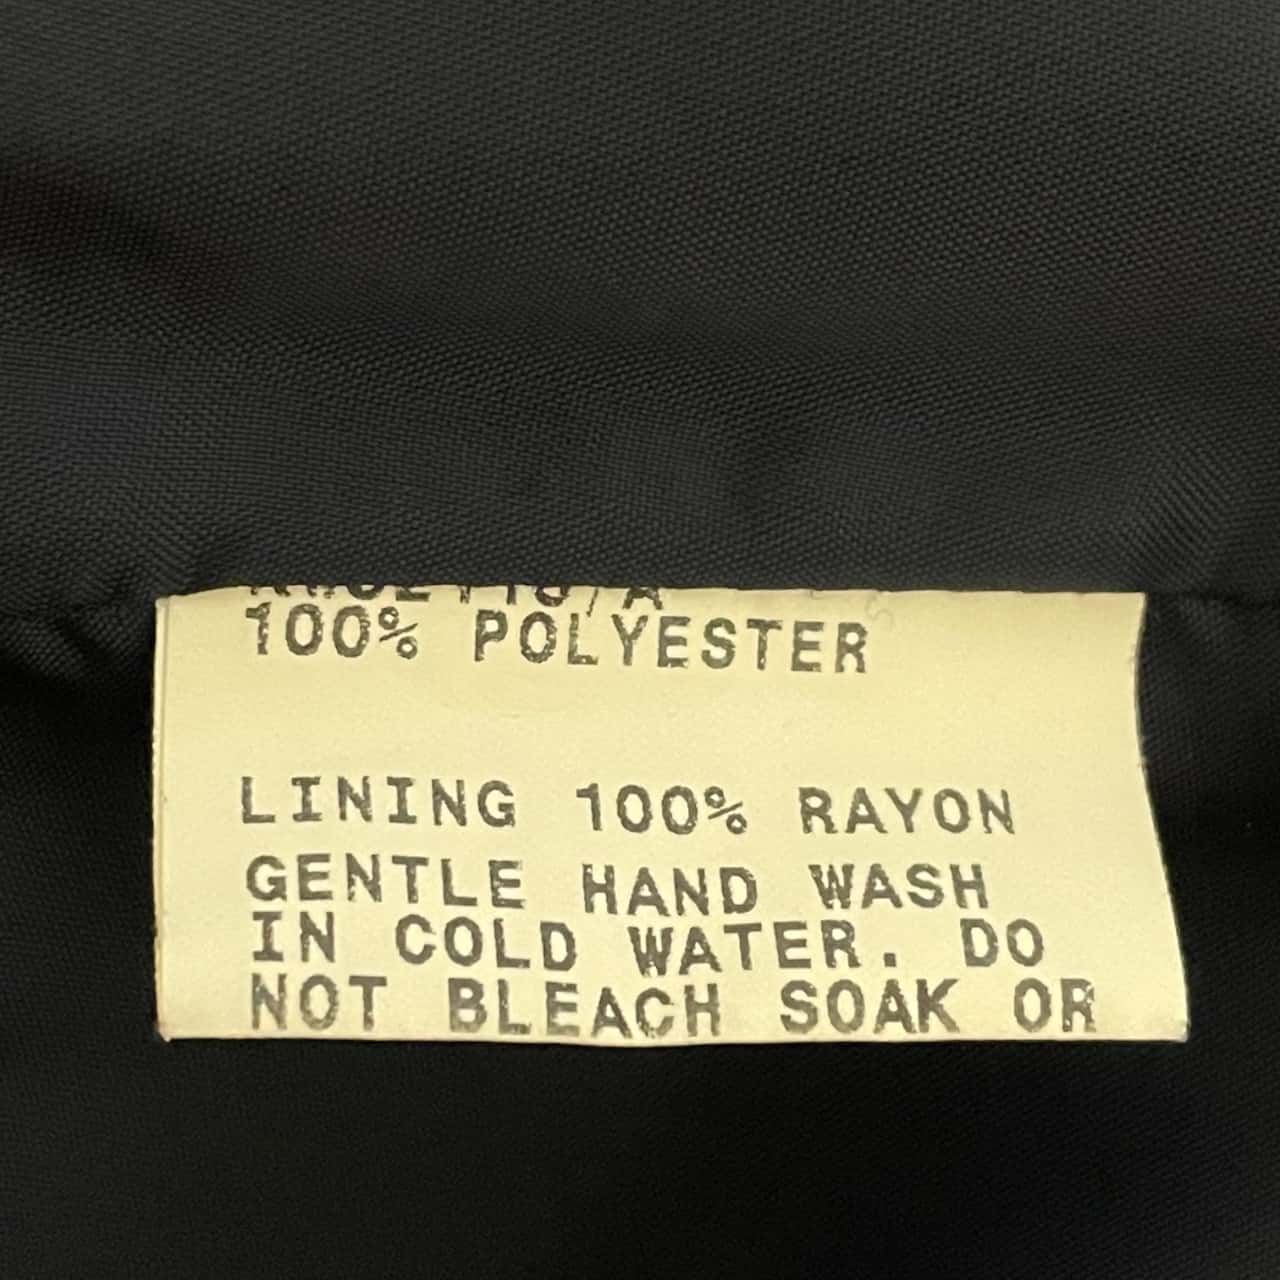 100% POLYESTER
LINING 100% RAYON
GENTLE HAND WASH
IN COLD WATER. DO
NOT BLEACH SOAK OR